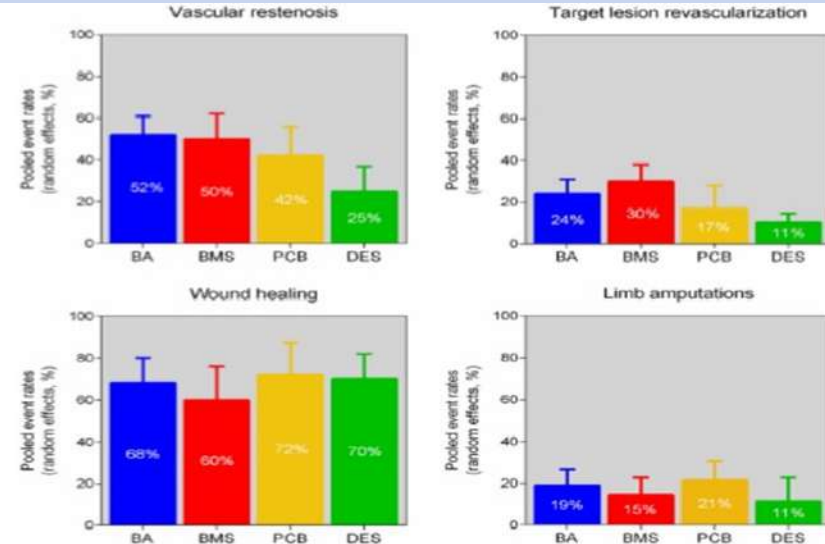 Vascular restenosis
Pooled event rates
(random effects, %)
100
80
60
40
20
0
52%
50%
42%
25%
BA BMS PCB DES
Target lesion revascularization
Pooled event rates
(random effects, %)
100
80
60
40
20
0
24%
30%
17%
11%
BA BMS PCB DES
Wound healing
Pooled event rates
(random effects, %)
100
80
60
40
20
0
68%
60%
72%
70%
BA BMS PCB DES
Limb amputations
Pooled event rates
(random effects, %)
100
80
60
40
20
0
19%
15%
21%
11%
BA BMS PCB DES